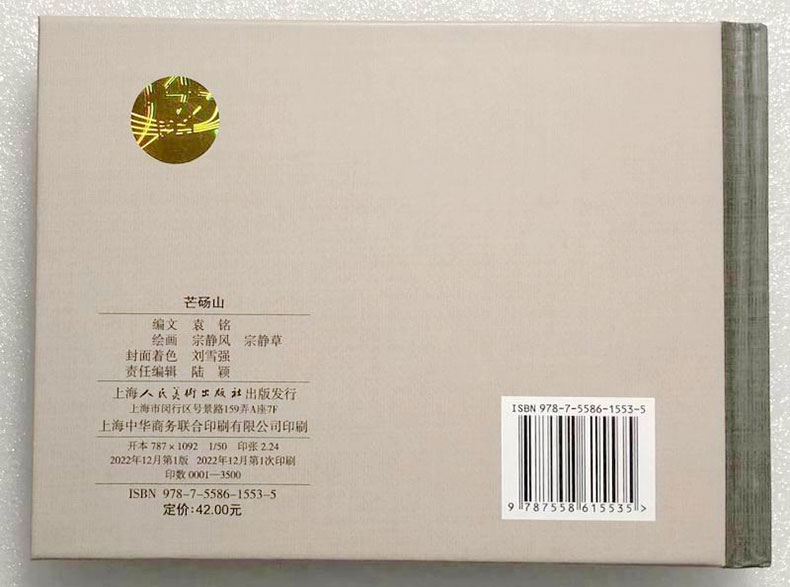 芒砀山
编文 袁 铭
绘画 宗静风 宗静草
封面着色 刘雪强
责任编辑 陆 颖
上海人民美術出版社出版发行
上海市闵行区号景路159弄A座7F
上海中华商务联合印刷有限公司印刷
开本 787×1092 1/50 印张 2.24
2022年12月第1版 2022年12月第1次印刷
印数 0001—3500
ISBN 978-7-5586-1553-5
定价:42.00元
ISBN 978-7-5586-1553-5
9 787558 615535 >